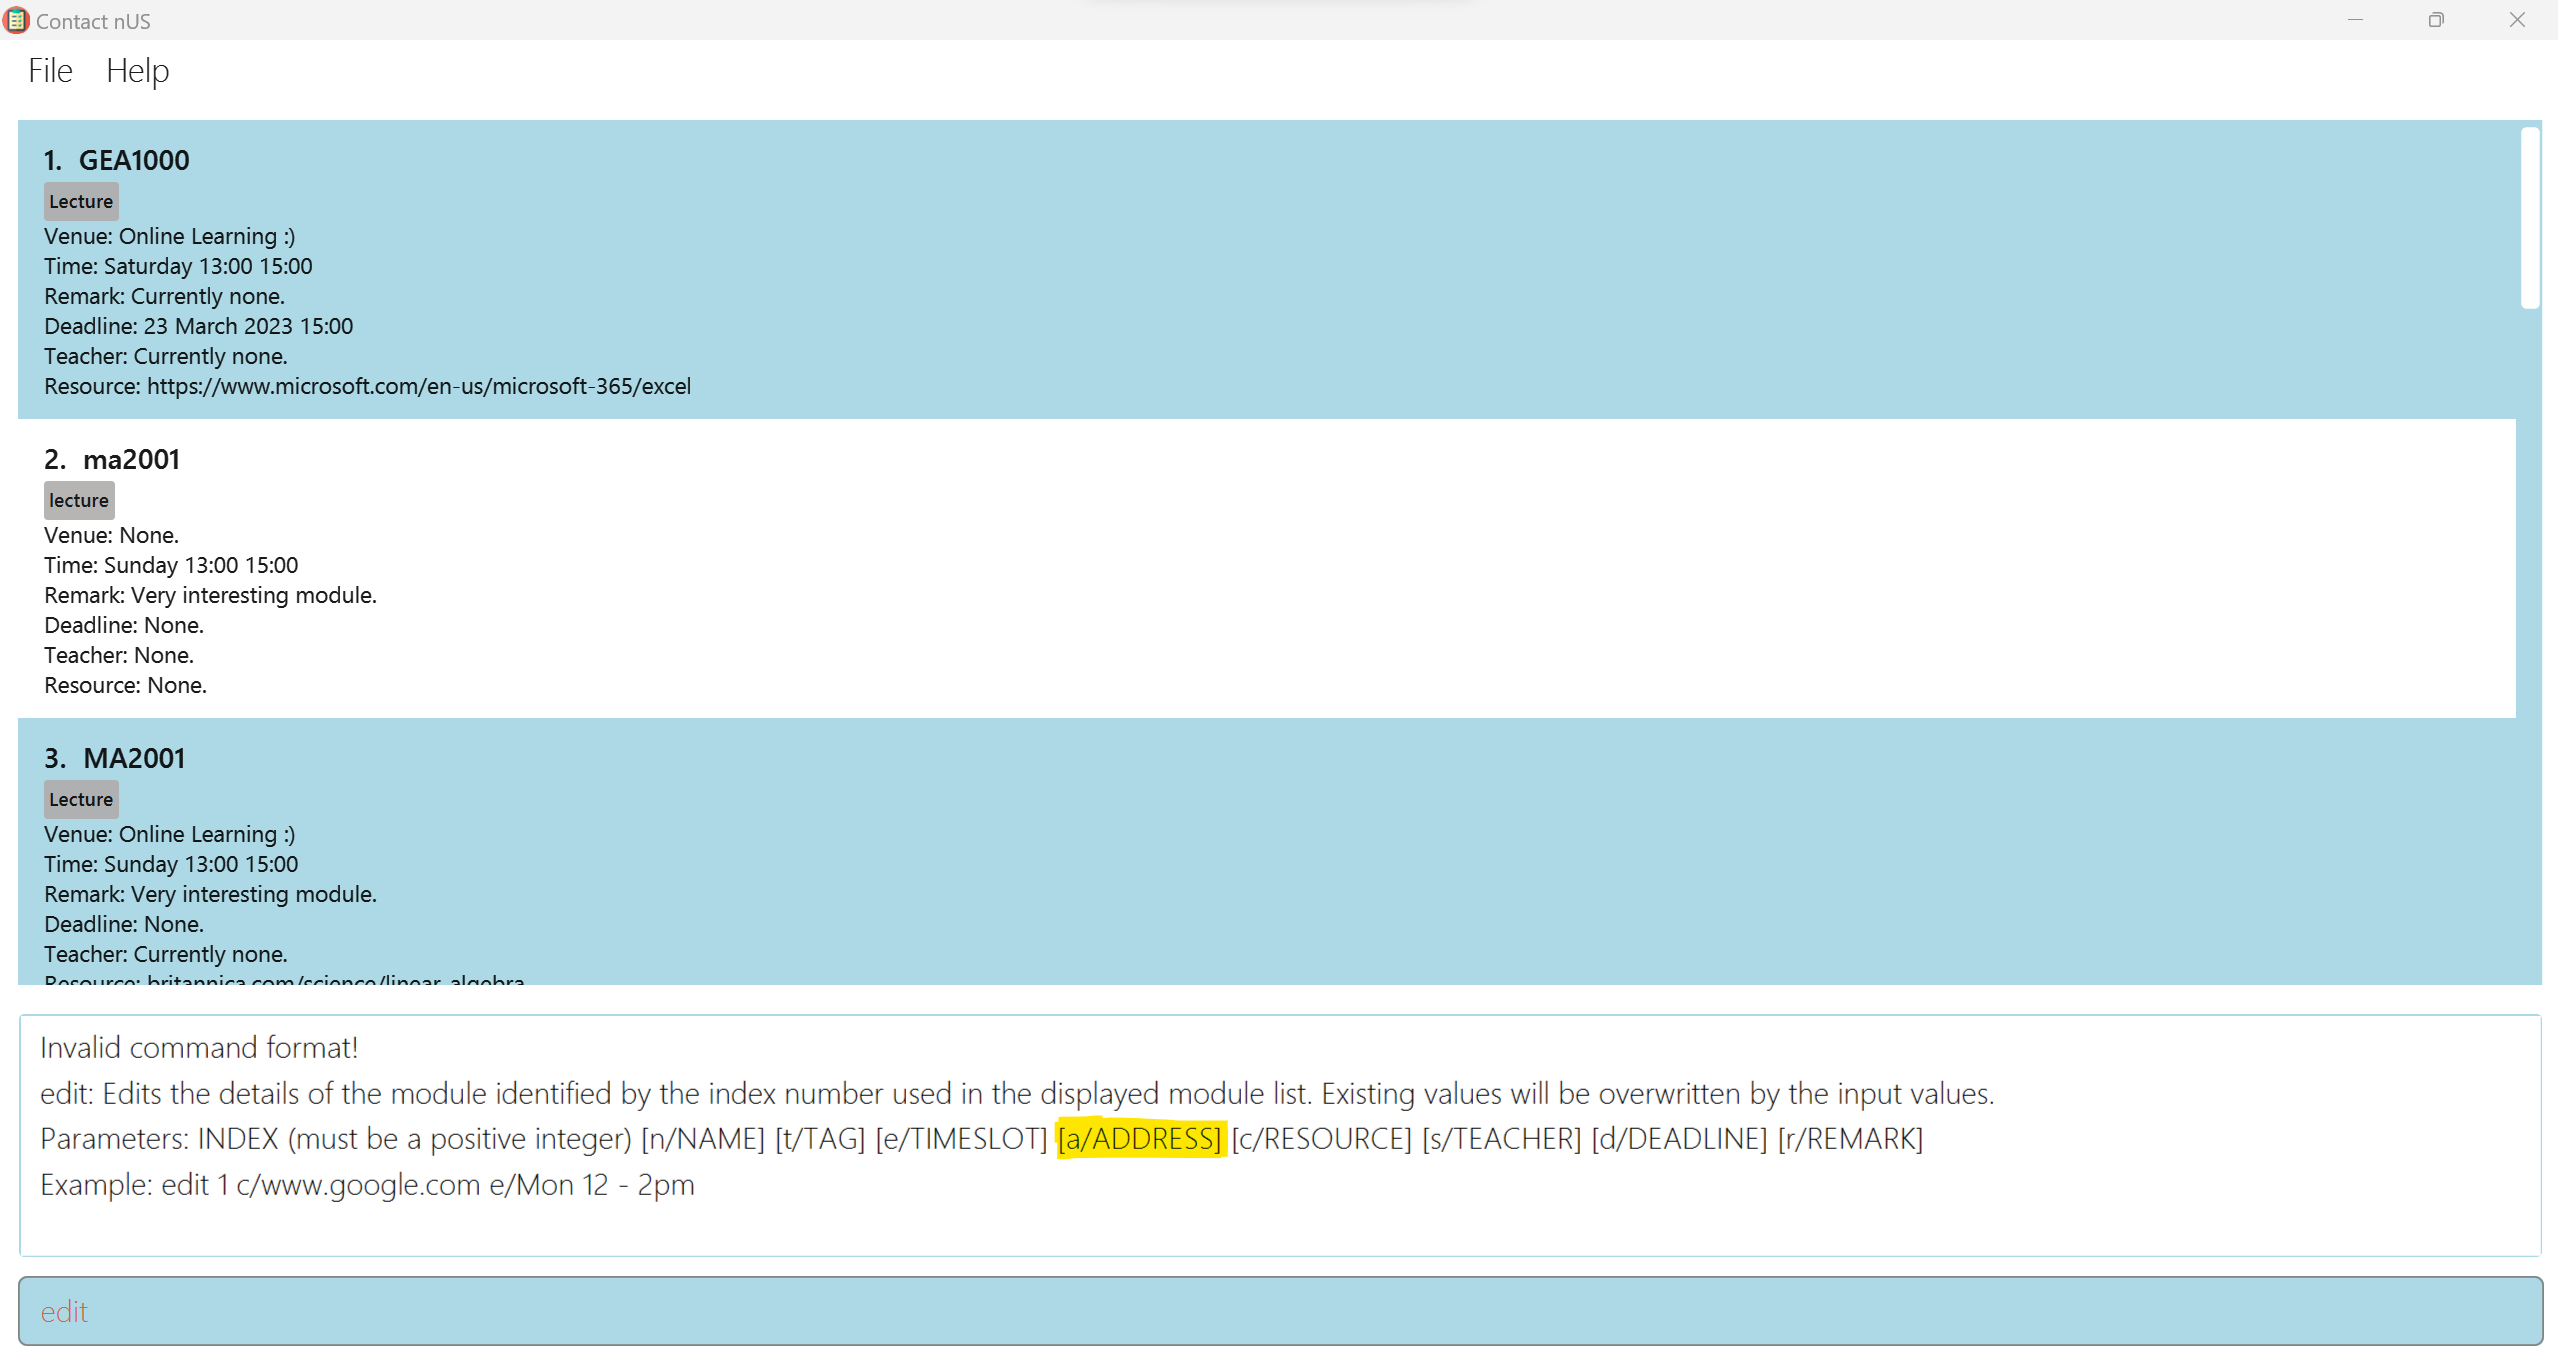 Contact nUS
File Help
1. GEA1000
Lecture
Venue: Online Learning :)
Time: Saturday 13:00 15:00
Remark: Currently none.
Deadline: 23 March 2023 15:00
Teacher: Currently none.
Resource: https://www.microsoft.com/en-us/microsoft-365/excel
2. ma2001
lecture
Venue: None.
Time: Sunday 13:00 15:00
Remark: Very interesting module.
Deadline: None.
Teacher: None.
Resource: None.
3. MA2001
Lecture
Venue: Online Learning :)
Time: Sunday 13:00 15:00
Remark: Very interesting module.
Deadline: None.
Teacher: Currently none.
Resource: britannica.com/science/linear-algebra
Invalid command format!
edit: Edits the details of the module identified by the index number used in the displayed module list. Existing values will be overwritten by the input values.
Parameters: INDEX (must be a positive integer) [n/NAME] [t/TAG] [e/TIMESLOT] [a/ADDRESS] [c/RESOURCE] [s/TEACHER] [d/DEADLINE] [r/REMARK]
Example: edit 1 c/www.google.com e/Mon 12 - 2pm
edit